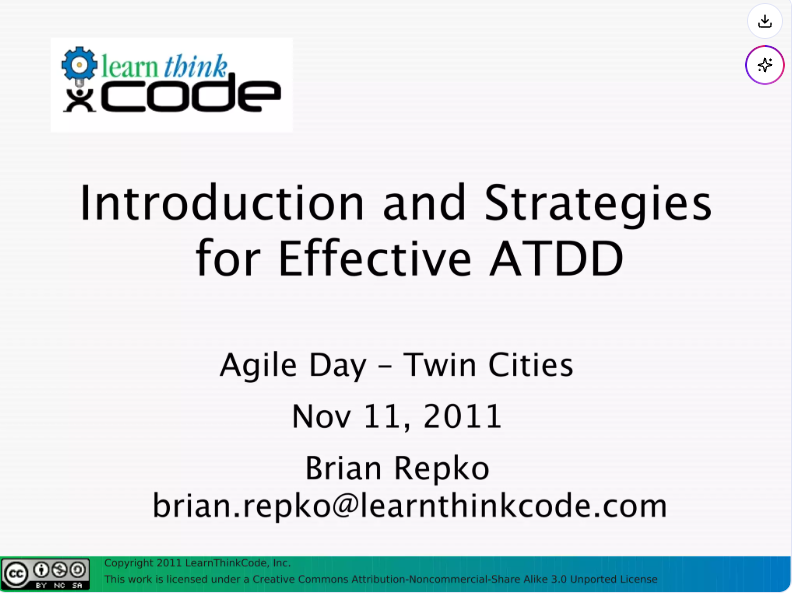 learn think
code
Introduction and Strategies
for Effective ATDD
Agile Day – Twin Cities
Nov 11, 2011
Brian Repko
brian.repko@learnthinkcode.com
Copyright 2011 LearnThinkCode, Inc.
This work is licensed under a Creative Commons Attribution-Noncommercial-Share Alike 3.0 Unported License
cc
BY NC SA